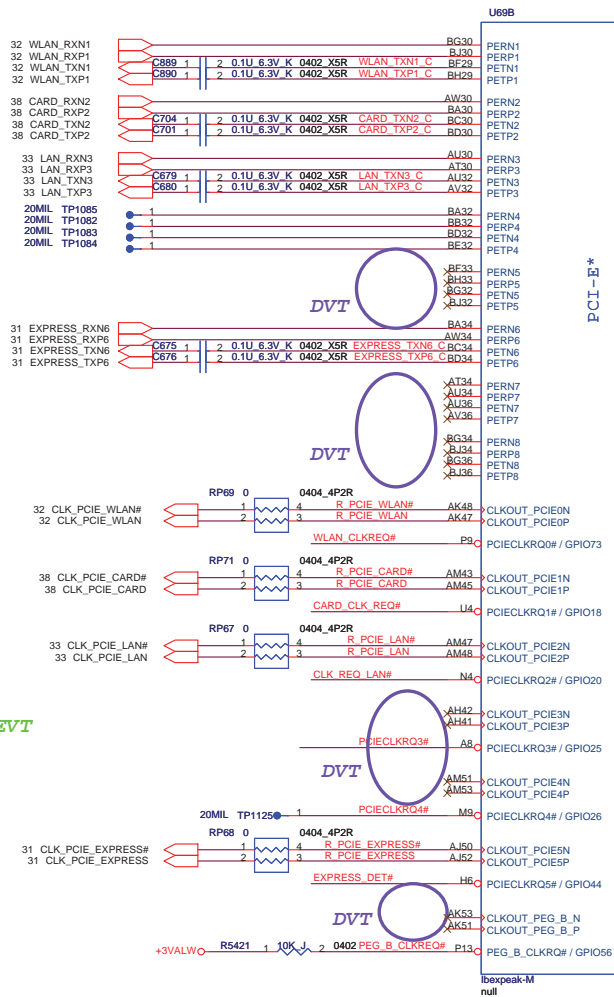 U69B
32 WLAN_RXN1 BG30 PERN1
32 WLAN_RXP1 BJ30 PERP1
32 WLAN_TXN1 C889 1 2 0.1U_6.3V_K 0402_X5R WLAN_TXN1_C BF29 PETN1
32 WLAN_TXP1 C890 1 2 0.1U_6.3V_K 0402_X5R WLAN_TXP1_C BH29 PETP1
38 CARD_RXN2 AW30 PERN2
38 CARD_RXP2 BA30 PERP2
38 CARD_TXN2 C704 1 2 0.1U_6.3V_K 0402_X5R CARD_TXN2_C BC30 PETN2
38 CARD_TXP2 C701 1 2 0.1U_6.3V_K 0402_X5R CARD_TXP2_C BD30 PETP2
33 LAN_RXN3 AU30 PERN3
33 LAN_RXP3 AT30 PERP3
33 LAN_TXN3 C679 1 2 0.1U_6.3V_K 0402_X5R LAN_TXN3_C AU32 PETN3
33 LAN_TXP3 C680 1 2 0.1U_6.3V_K 0402_X5R LAN_TXP3_C AV32 PETP3
20MIL TP1085 1 BA32 PERN4
20MIL TP1082 1 BB32 PERP4
20MIL TP1083 1 BD32 PETN4
20MIL TP1084 1 BE32 PETP4
PCI-E*
BF33 PERN5
BH33 PERP5
BG32 PETN5
DVT BJ32 PETP5
31 EXPRESS_RXN6 BA34 PERN6
31 EXPRESS_RXP6 AW34 PERP6
31 EXPRESS_TXN6 C675 1 2 0.1U_6.3V_K 0402_X5R EXPRESS_TXN6_C BC34 PETN6
31 EXPRESS_TXP6 C676 1 2 0.1U_6.3V_K 0402_X5R EXPRESS_TXP6_C BD34 PETP6
AT34 PERN7
AU34 PERP7
AU36 PETN7
AV36 PETP7
BG34 PERN8
DVT BJ34 PERP8
BG36 PETN8
BJ36 PETP8
RP69 0 0404_4P2R
32 CLK_PCIE_WLAN# 1 4 R_PCIE_WLAN# AK48 CLKOUT_PCIE0N
32 CLK_PCIE_WLAN 2 3 R_PCIE_WLAN AK47 CLKOUT_PCIE0P
WLAN_CLKREQ# P9 PCIECLKRQ0# / GPIO73
RP71 0 0404_4P2R
38 CLK_PCIE_CARD# 1 4 R_PCIE_CARD# AM43 CLKOUT_PCIE1N
38 CLK_PCIE_CARD 2 3 R_PCIE_CARD AM45 CLKOUT_PCIE1P
CARD_CLK_REQ# U4 PCIECLKRQ1# / GPIO18
RP67 0 0404_4P2R
33 CLK_PCIE_LAN# 1 4 R_PCIE_LAN# AM47 CLKOUT_PCIE2N
33 CLK_PCIE_LAN 2 3 R_PCIE_LAN AM48 CLKOUT_PCIE2P
CLK_REQ_LAN# N4 PCIECLKRQ2# / GPIO20
AH42 CLKOUT_PCIE3N
EVT AH41 CLKOUT_PCIE3P
PCIECLKRQ3# A8 PCIECLKRQ3# / GPIO25
DVT
AM51 CLKOUT_PCIE4N
AM53 CLKOUT_PCIE4P
20MIL TP1125 1 PCIECLKRQ4# M9 PCIECLKRQ4# / GPIO26
RP68 0 0404_4P2R
31 CLK_PCIE_EXPRESS# 1 4 R_PCIE_EXPRESS# AJ50 CLKOUT_PCIE5N
31 CLK_PCIE_EXPRESS 2 3 R_PCIE_EXPRESS AJ52 CLKOUT_PCIE5P
EXPRESS_DET# H6 PCIECLKRQ5# / GPIO44
DVT AK53 CLKOUT_PEG_B_N
AK51 CLKOUT_PEG_B_P
+3VALW R5421 1 10K_J 2 0402 PEG_B_CLKREQ# P13 PEG_B_CLKRQ# / GPIO56
Ibexpeak-M
null